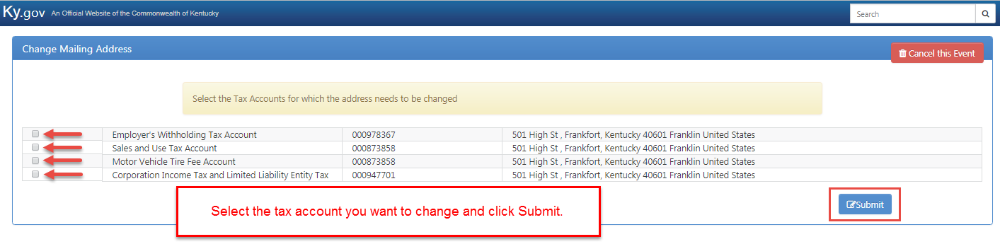 Ky.gov An Official Website of the Commonwealth of Kentucky Search
Change Mailing Address
Cancel this Event
Select the Tax Accounts for which the address needs to be changed
Employer's Withholding Tax Account 000978367 501 High St , Frankfort, Kentucky 40601 Franklin United States
Sales and Use Tax Account 000873858 501 High St , Frankfort, Kentucky 40601 Franklin United States
Motor Vehicle Tire Fee Account 000873858 501 High St , Frankfort, Kentucky 40601 Franklin United States
Corporation Income Tax and Limited Liability Entity Tax 000947701 501 High St , Frankfort, Kentucky 40601 Franklin United States
Select the tax account you want to change and click Submit.
Submit